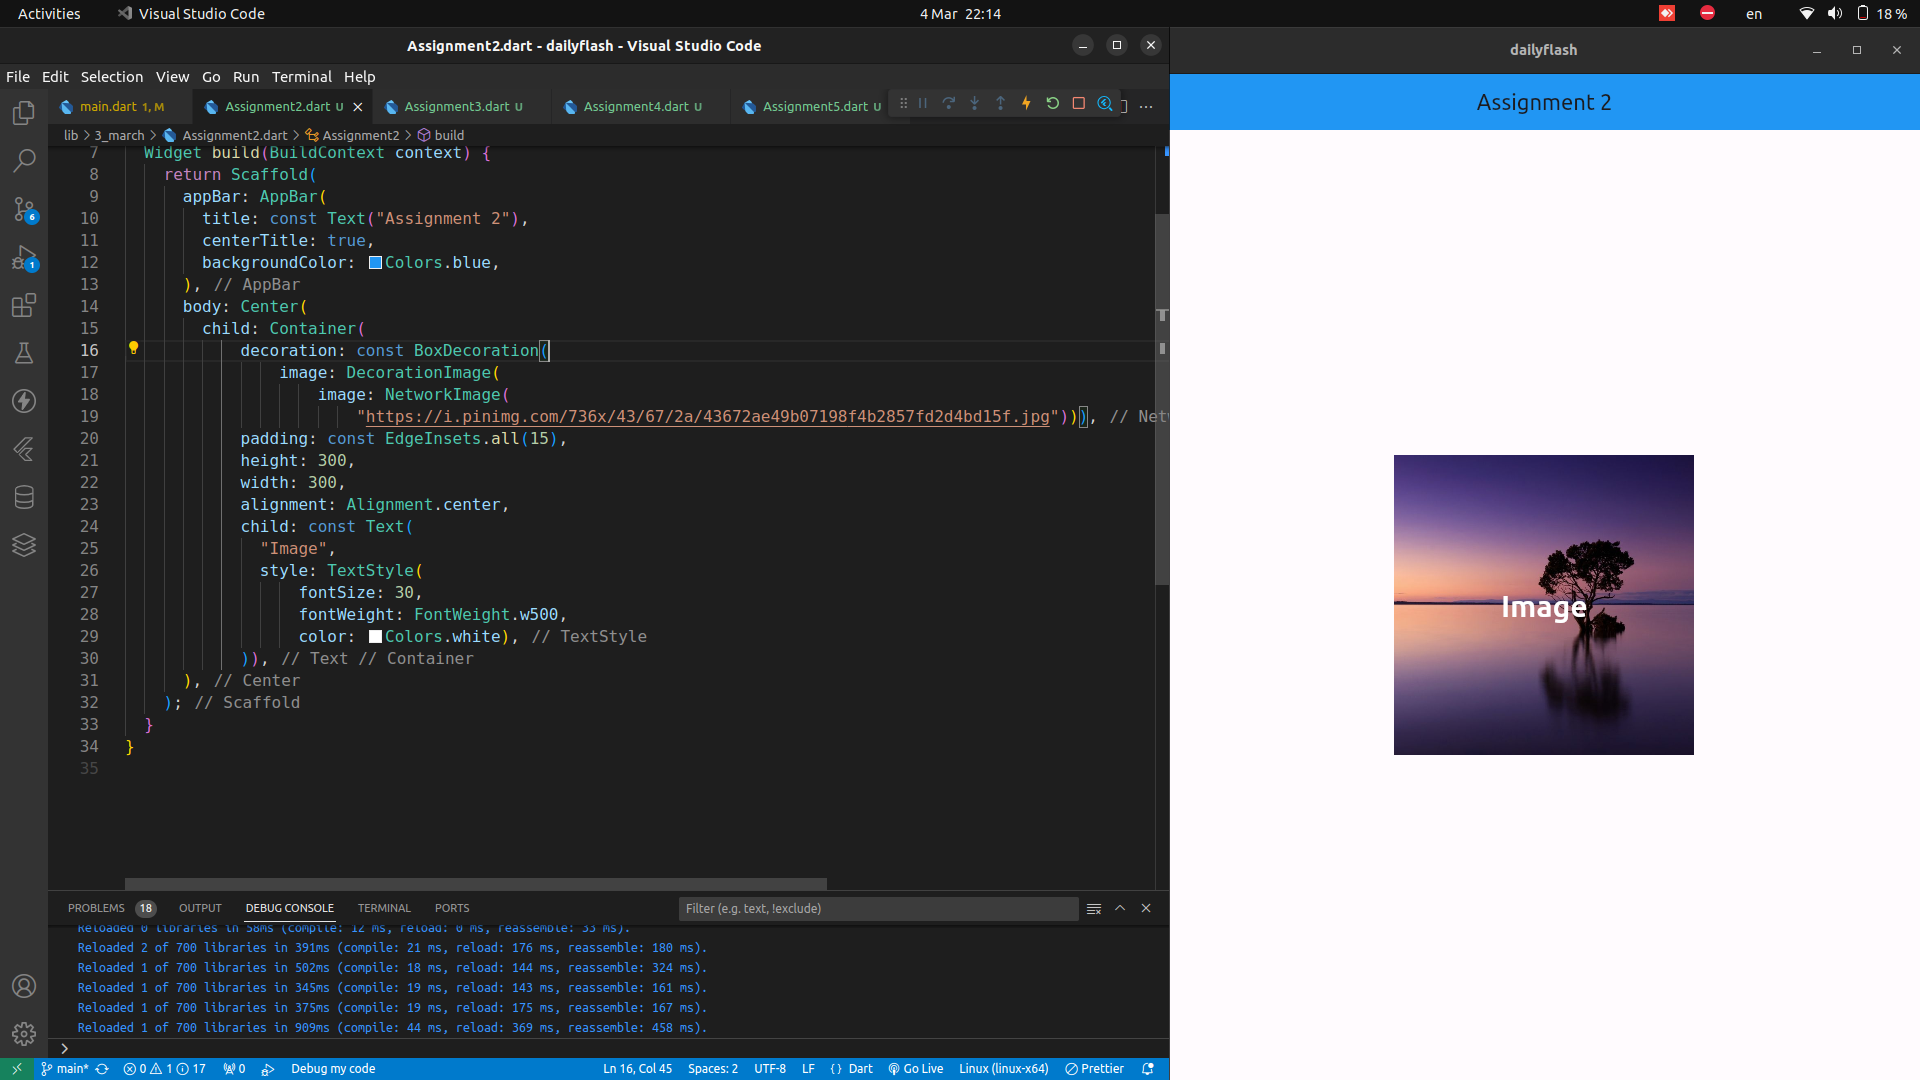 Activities Visual Studio Code 4 Mar 22:14 en 18 %
Assignment2.dart - dailyflash - Visual Studio Code
dailyflash
File Edit Selection View Go Run Terminal Help
main.dart 1, M Assignment2.dart U Assignment3.dart U Assignment4.dart U Assignment5.dart U
Assignment 2
lib > 3_march > Assignment2.dart > Assignment2 > build
7 Widget build(BuildContext context) {
8 return Scaffold(
9 appBar: AppBar(
10 title: const Text("Assignment 2"),
11 centerTitle: true,
12 backgroundColor: Colors.blue,
13 ), // AppBar
14 body: Center(
15 child: Container(
16 decoration: const BoxDecoration(
17 image: DecorationImage(
18 image: NetworkImage(
19 "https://i.pinimg.com/736x/43/67/2a/43672ae49b07198f4b2857fd2d4bd15f.jpg"))), // Net
20 padding: const EdgeInsets.all(15),
21 height: 300,
22 width: 300,
23 alignment: Alignment.center,
24 child: const Text(
25 "Image",
26 style: TextStyle(
27 fontSize: 30,
28 fontWeight: FontWeight.w500,
29 color: Colors.white), // TextStyle
30 )), // Text // Container
31 ), // Center
32 ); // Scaffold
33 }
34 }
35
Image
PROBLEMS 18 OUTPUT DEBUG CONSOLE TERMINAL PORTS Filter (e.g. text, !exclude)
Reloaded 0 libraries in 58ms (compile: 12 ms, reload: 0 ms, reassemble: 33 ms).
Reloaded 2 of 700 libraries in 391ms (compile: 21 ms, reload: 176 ms, reassemble: 180 ms).
Reloaded 1 of 700 libraries in 502ms (compile: 18 ms, reload: 144 ms, reassemble: 324 ms).
Reloaded 1 of 700 libraries in 345ms (compile: 19 ms, reload: 143 ms, reassemble: 161 ms).
Reloaded 1 of 700 libraries in 375ms (compile: 19 ms, reload: 175 ms, reassemble: 167 ms).
Reloaded 1 of 700 libraries in 909ms (compile: 44 ms, reload: 369 ms, reassemble: 458 ms).
>
main* 0 1 17 0 Debug my code Ln 16, Col 45 Spaces: 2 UTF-8 LF {} Dart Go Live Linux (linux-x64) Prettier
6
1